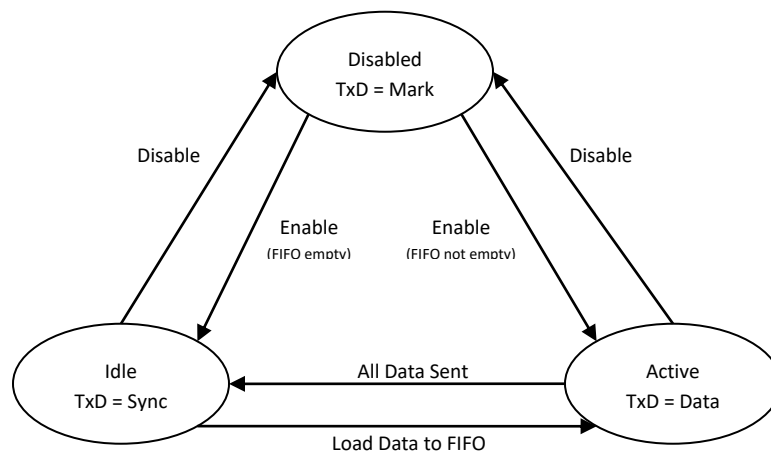 Disabled
TxD = Mark
Disable
Disable
Enable
(FIFO empty)
Enable
(FIFO not empty)
Idle
TxD = Sync
All Data Sent
Active
TxD = Data
Load Data to FIFO